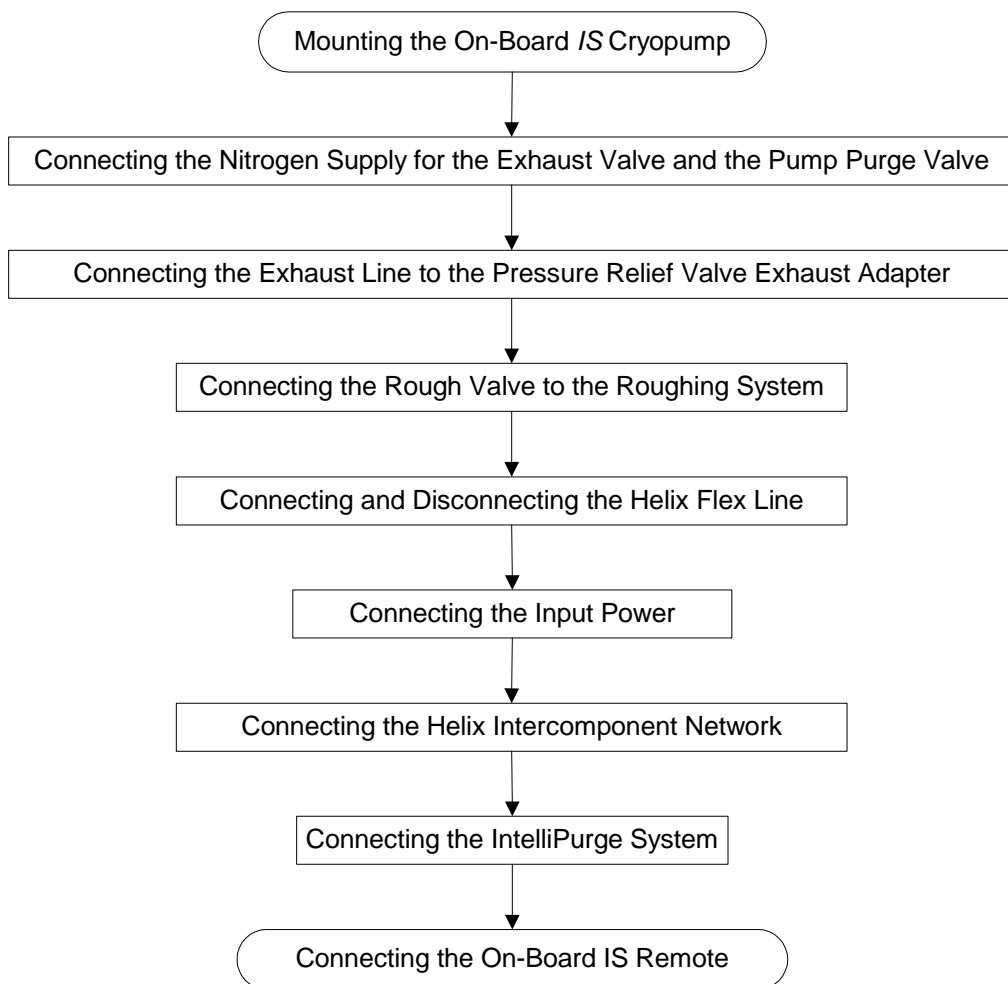 Mounting the On-Board IS Cryopump
Connecting the Nitrogen Supply for the Exhaust Valve and the Pump Purge Valve
Connecting the Exhaust Line to the Pressure Relief Valve Exhaust Adapter
Connecting the Rough Valve to the Roughing System
Connecting and Disconnecting the Helix Flex Line
Connecting the Input Power
Connecting the Helix Intercomponent Network
Connecting the IntelliPurge System
Connecting the On-Board IS Remote